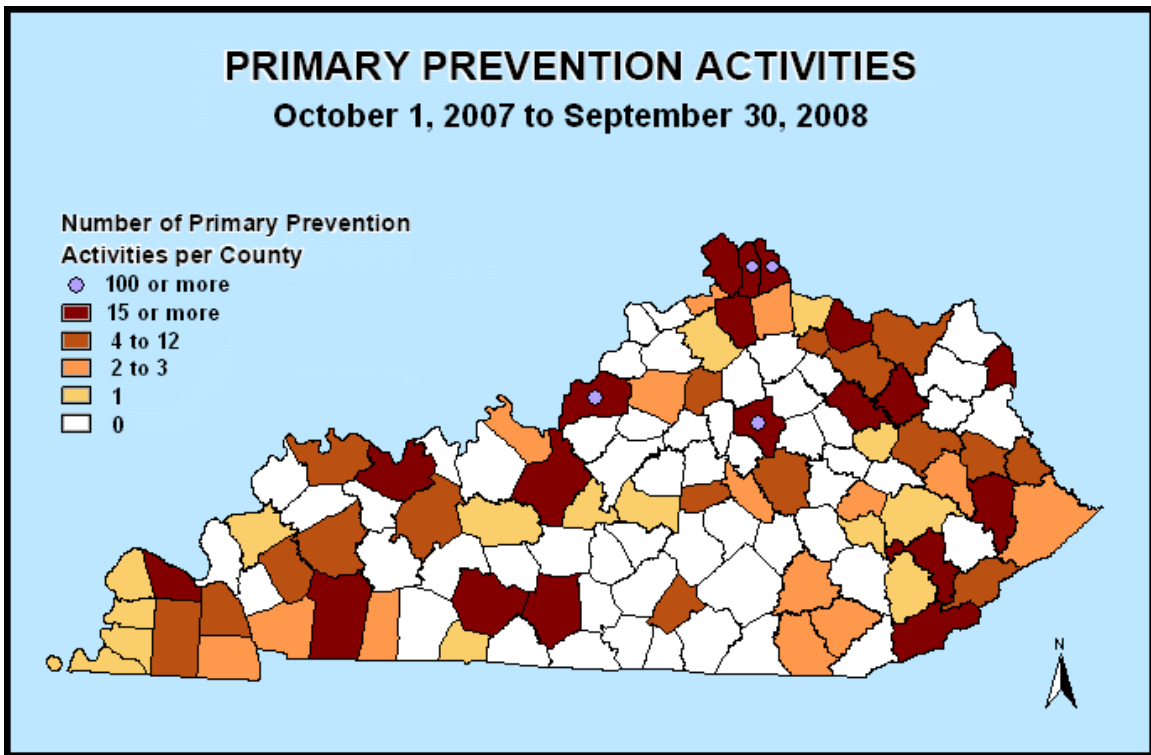 PRIMARY PREVENTION ACTIVITIES
October 1, 2007 to September 30, 2008
Number of Primary Prevention
Activities per County
100 or more
15 or more
4 to 12
2 to 3
1
0
N